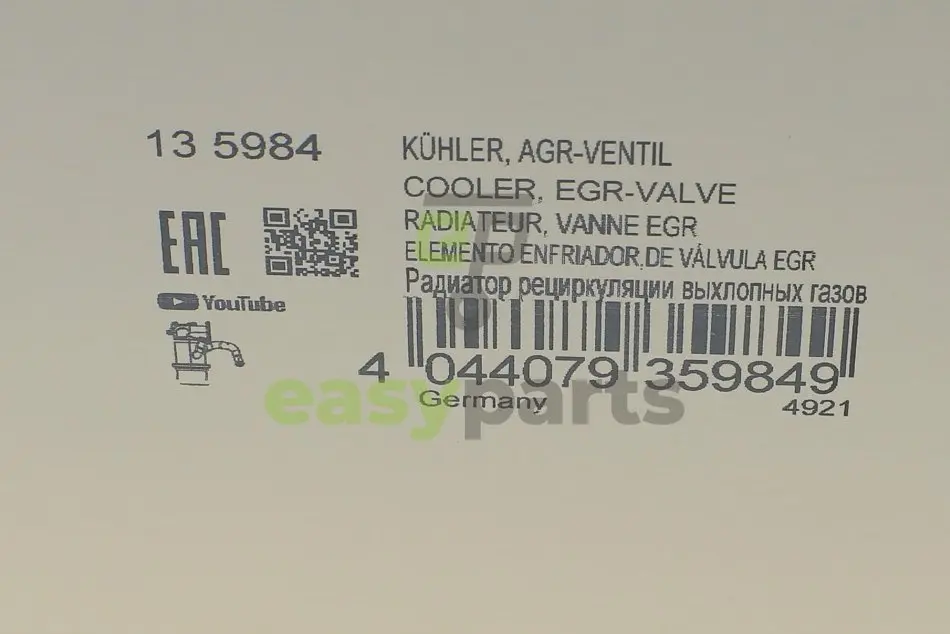 13 5984
KÜHLER, AGR-VENTIL
COOLER, EGR-VALVE
RADIATEUR, VANNE EGR
ELEMENTO ENFRIADOR.DE VÁLVULA EGR
Радиатор рециркуляции выхлопных газов
EAC
YouTube
4 044079 359849
Germany
4921
easyparts